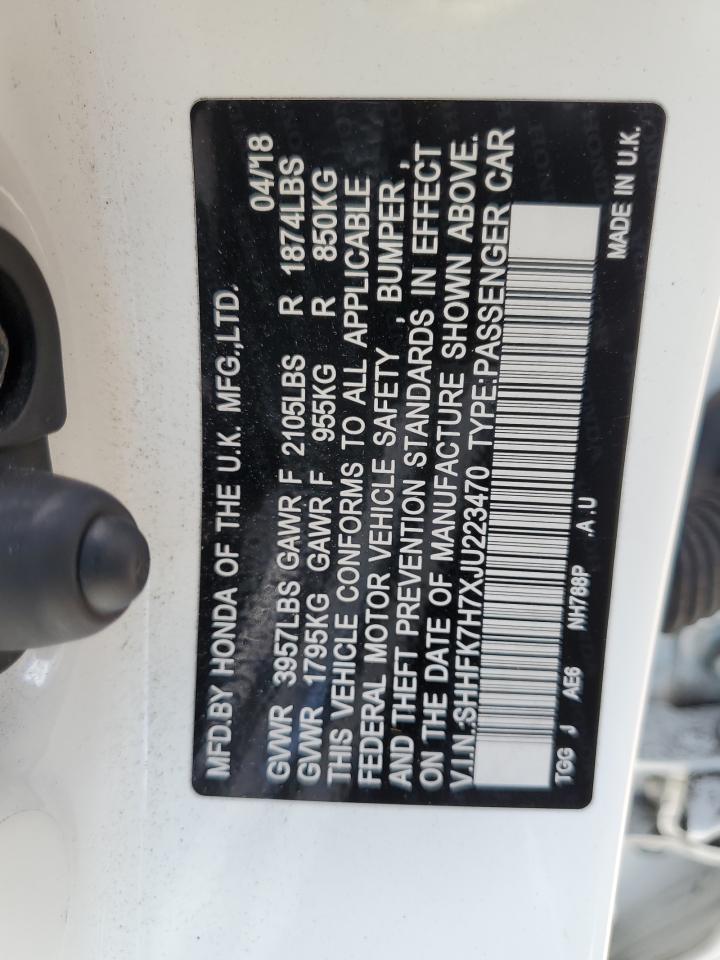 MFD.BY HONDA OF THE U.K. MFG.,LTD. 04/18
GVWR 3957LBS GAWR F 2105LBS R 1874LBS
GVWR 1795KG GAWR F 955KG R 850KG
THIS VEHICLE CONFORMS TO ALL APPLICABLE
FEDERAL MOTOR VEHICLE SAFETY , BUMPER ,
AND THEFT PREVENTION STANDARDS IN EFFECT
ON THE DATE OF MANUFACTURE SHOWN ABOVE.
V.I.N.:SHHFK7H7XJU223470 TYPE:PASSENGER CAR
TGG J AE6 NH788P .A .U MADE IN U.K.